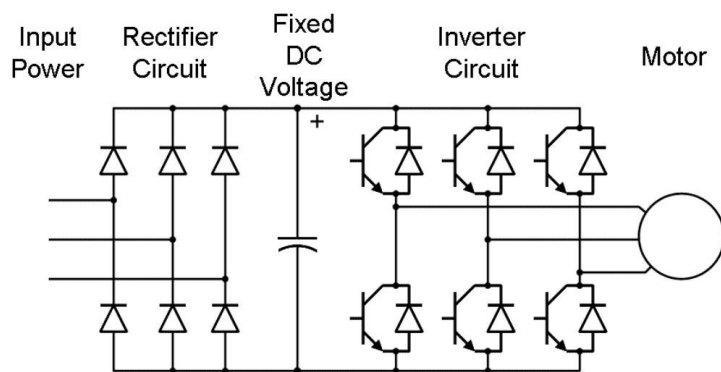 Input
Power
Rectifier
Circuit
Fixed
DC
Voltage
Inverter
Circuit
Motor
+